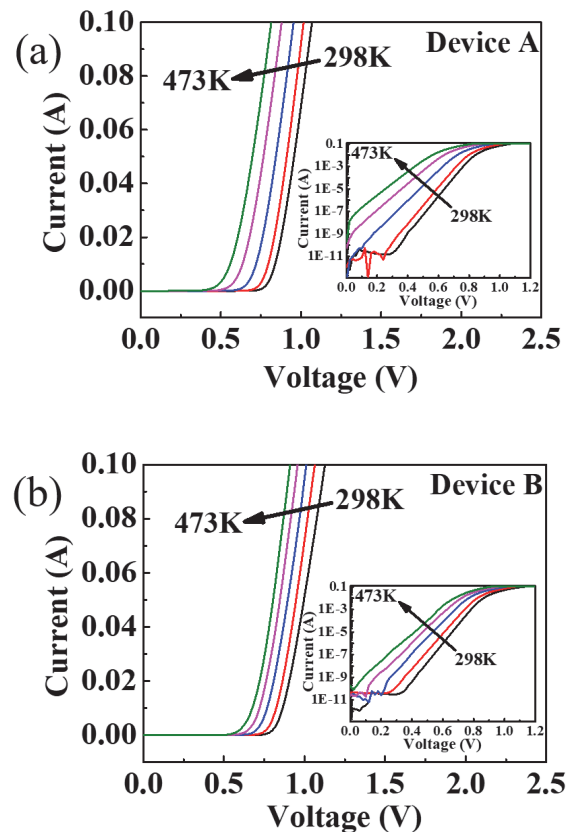 (a)
Device A
473K
298K
Current (A)
0.10
0.08
0.06
0.04
0.02
0.00
0.0 0.5 1.0 1.5 2.0 2.5
Voltage (V)
473K
298K
Current (A)
0.1
1E-3
1E-5
1E-7
1E-9
1E-11
0.0 0.2 0.4 0.6 0.8 1.0 1.2
Voltage (V)
(b)
Device B
473K
298K
Current (A)
0.10
0.08
0.06
0.04
0.02
0.00
0.0 0.5 1.0 1.5 2.0 2.5
Voltage (V)
473K
298K
Current (A)
0.1
1E-3
1E-5
1E-7
1E-9
1E-11
0.0 0.2 0.4 0.6 0.8 1.0 1.2
Voltage (V)